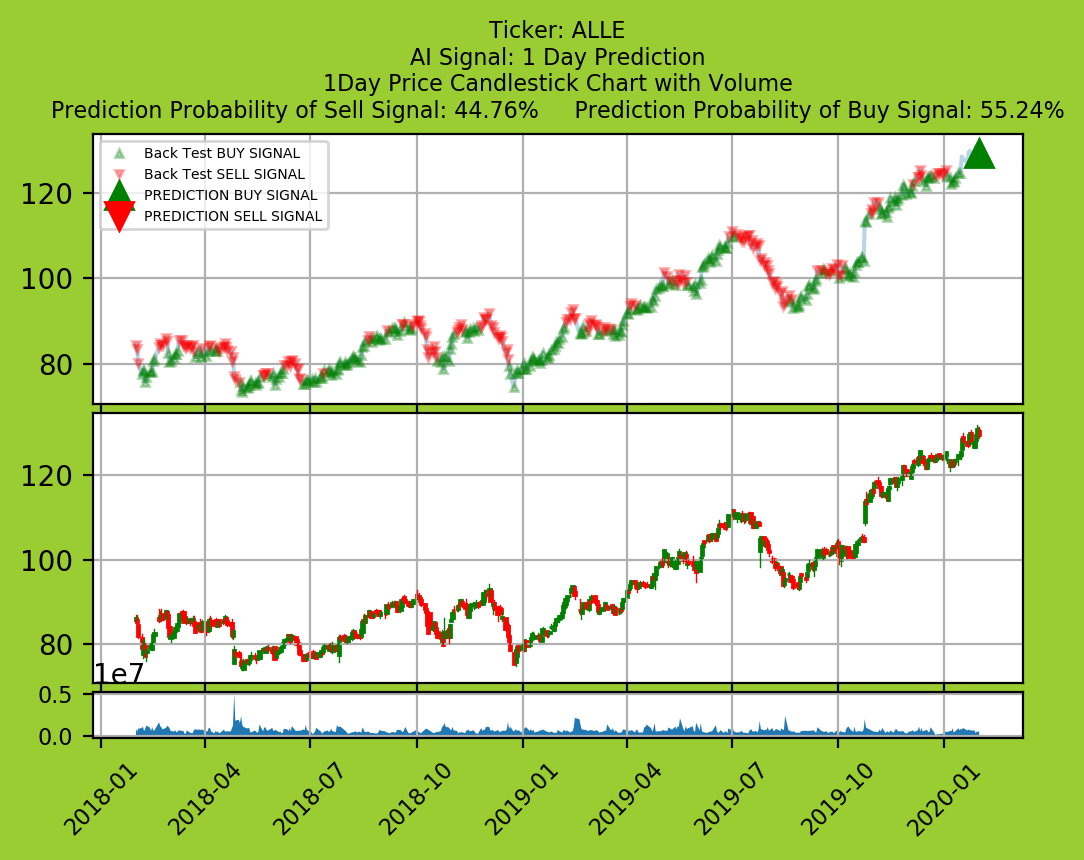 Ticker: ALLE
AI Signal: 1 Day Prediction
1Day Price Candlestick Chart with Volume
Prediction Probability of Sell Signal: 44.76% Prediction Probability of Buy Signal: 55.24%
Back Test BUY SIGNAL
Back Test SELL SIGNAL
PREDICTION BUY SIGNAL
PREDICTION SELL SIGNAL
120
100
80
120
100
80
1e7
0.5
0.0
2018-01
2018-04
2018-07
2018-10
2019-01
2019-04
2019-07
2019-10
2020-01